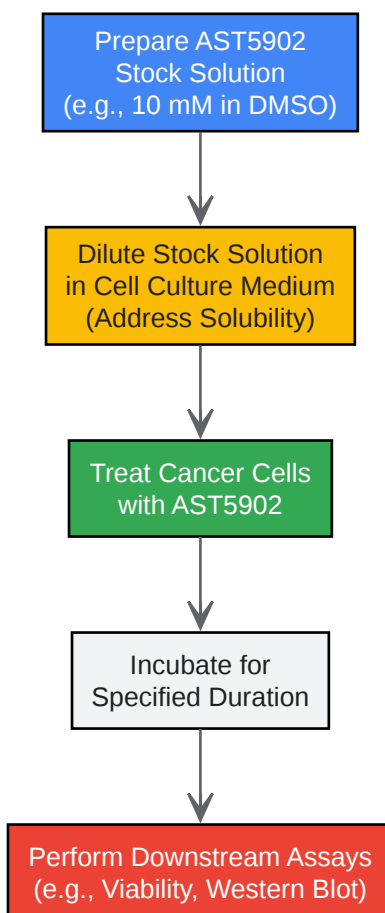 Prepare AST5902
Stock Solution
(e.g., 10 mM in DMSO)
Dilute Stock Solution
in Cell Culture Medium
(Address Solubility)
Treat Cancer Cells
with AST5902
Incubate for
Specified Duration
Perform Downstream Assays
(e.g., Viability, Western Blot)